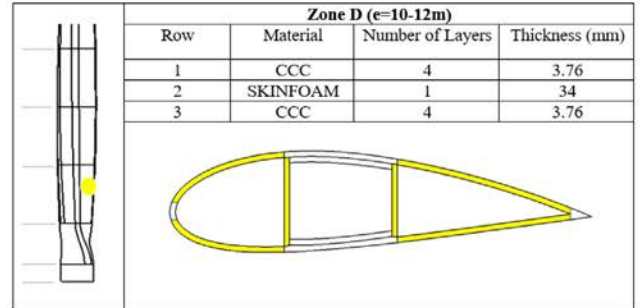 Zone D (e=10-12m)
Row Material Number of Layers Thickness (mm)
1 CCC 4 3.76
2 SKINFOAM 1 34
3 CCC 4 3.76